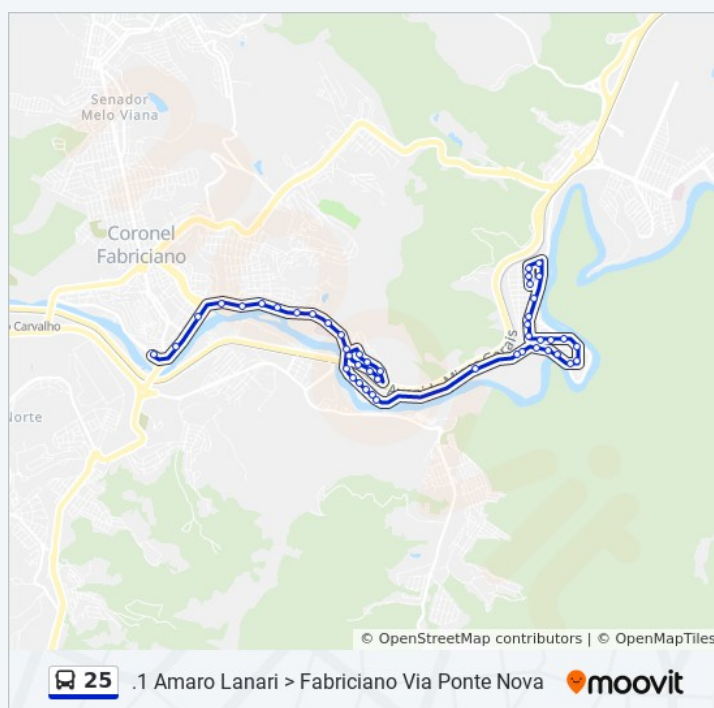 Senador
Melo Viana
Coronel
Fabriciano
Carvalho
Norte
© OpenStreetMap contributors | © OpenMapTiles
25 .1 Amaro Lanari > Fabriciano Via Ponte Nova moovit